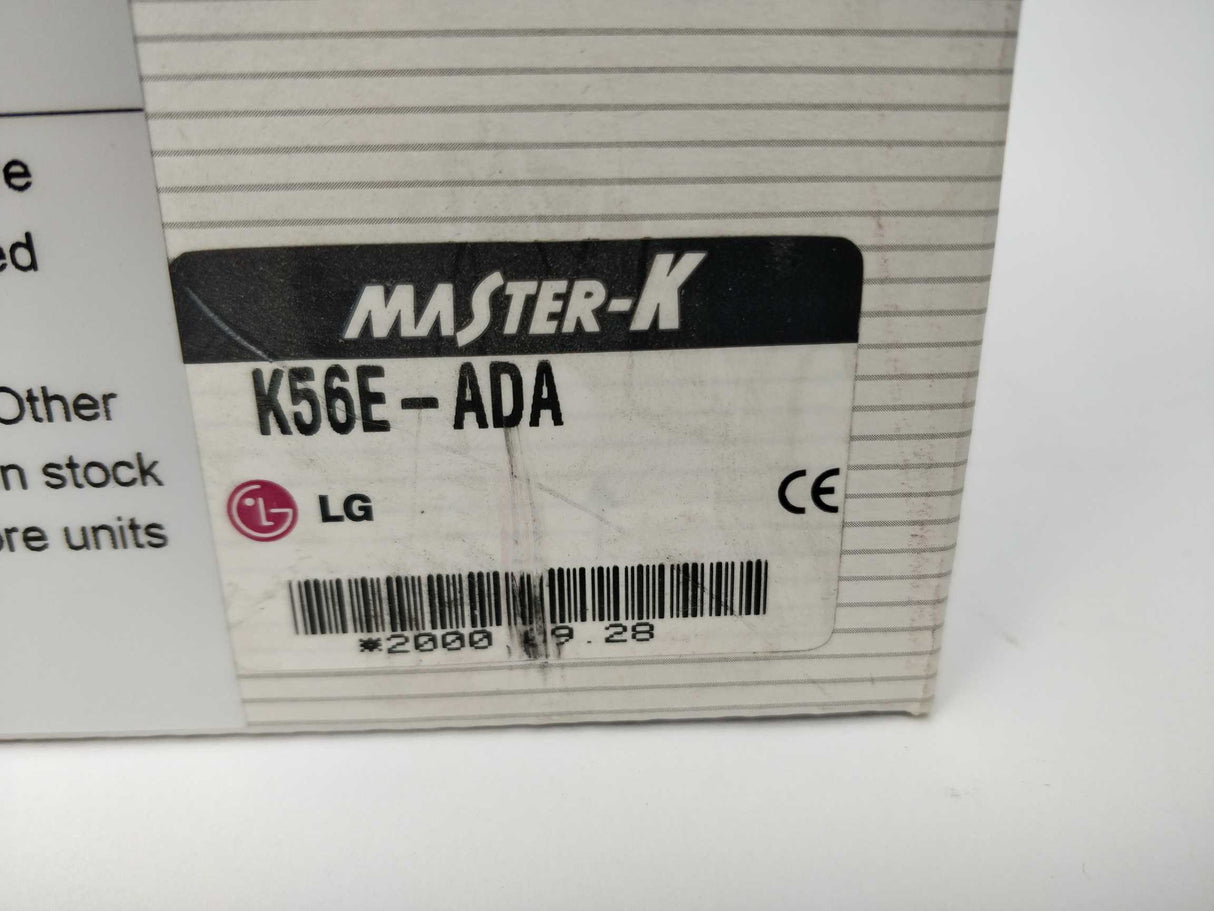 e
ed
Other
n stock
ore units
MASTER-K
K56E-ADA
LG
CE
*2000 9.28